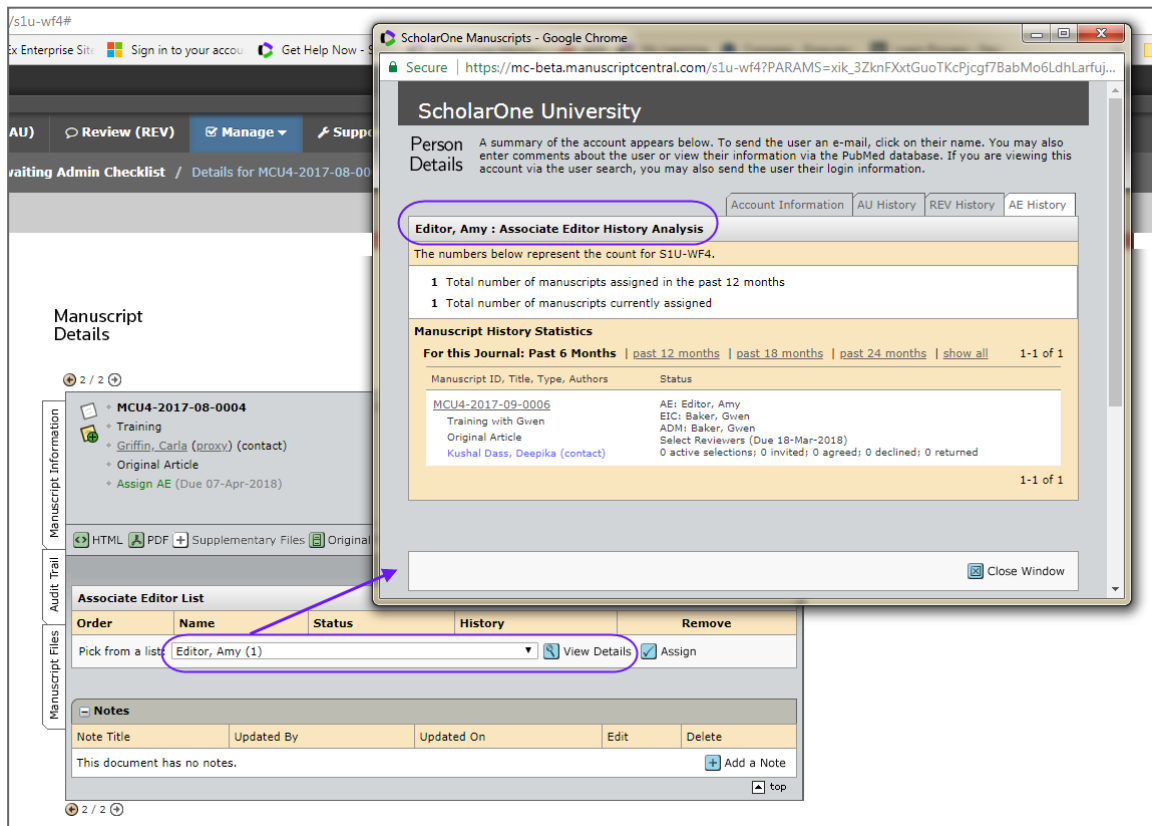 /s1u-wf4#
Ex Enterprise Site
Sign in to your accou
Get Help Now - S
AU)
Review (REV)
Manage
Suppo
waiting Admin Checklist / Details for MCU4-2017-08-00
Manuscript
Details
2 / 2
Manuscript Information
Audit Trail
Manuscript Files
MCU4-2017-08-0004
Training
Griffin, Carla (proxy) (contact)
Original Article
Assign AE (Due 07-Apr-2018)
HTML PDF Supplementary Files Original
Associate Editor List
Order Name Status History Remove
Pick from a list: Editor, Amy (1) View Details Assign
Notes
Note Title Updated By Updated On Edit Delete
This document has no notes. Add a Note
top
2 / 2
ScholarOne Manuscripts - Google Chrome
Secure | https://mc-beta.manuscriptcentral.com/s1u-wf4?PARAMS=xik_3ZknFXxtGuoTKcPjcgf7BabMo6LdhLarfuj...
ScholarOne University
Person
Details
A summary of the account appears below. To send the user an e-mail, click on their name. You may also
enter comments about the user or view their information via the PubMed database. If you are viewing this
account via the user search, you may also send the user their login information.
Account Information AU History REV History AE History
Editor, Amy : Associate Editor History Analysis
The numbers below represent the count for S1U-WF4.
1 Total number of manuscripts assigned in the past 12 months
1 Total number of manuscripts currently assigned
Manuscript History Statistics
For this Journal: Past 6 Months | past 12 months | past 18 months | past 24 months | show all 1-1 of 1
Manuscript ID, Title, Type, Authors Status
MCU4-2017-09-0006
Training with Gwen
Original Article
Kushal Dass, Deepika (contact)
AE: Editor, Amy
EIC: Baker, Gwen
ADM: Baker, Gwen
Select Reviewers (Due 18-Mar-2018)
0 active selections; 0 invited; 0 agreed; 0 declined; 0 returned
1-1 of 1
Close Window